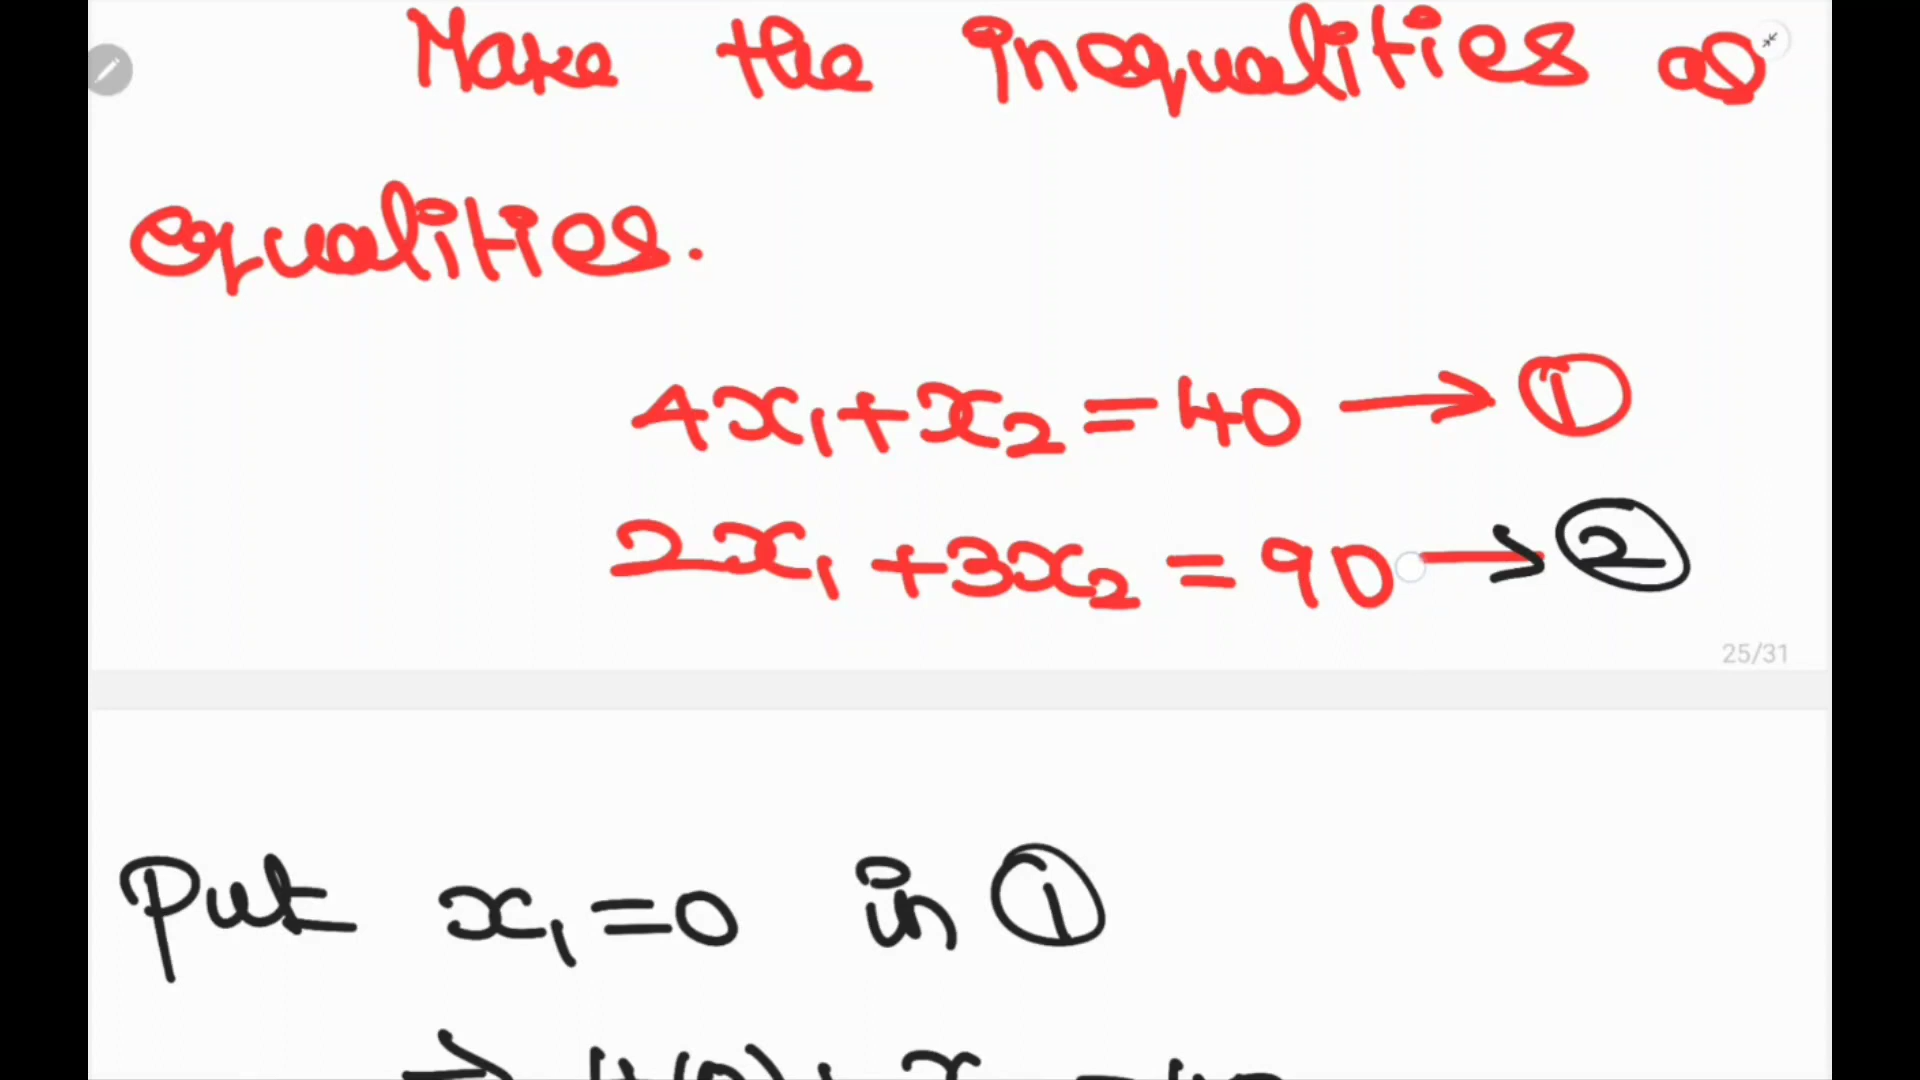 Make the inequalities as
equalities.
4x₁+x₂=40 → ①
2x₁+3x₂=90 → ②
25/31
Put x₁=0 in ①